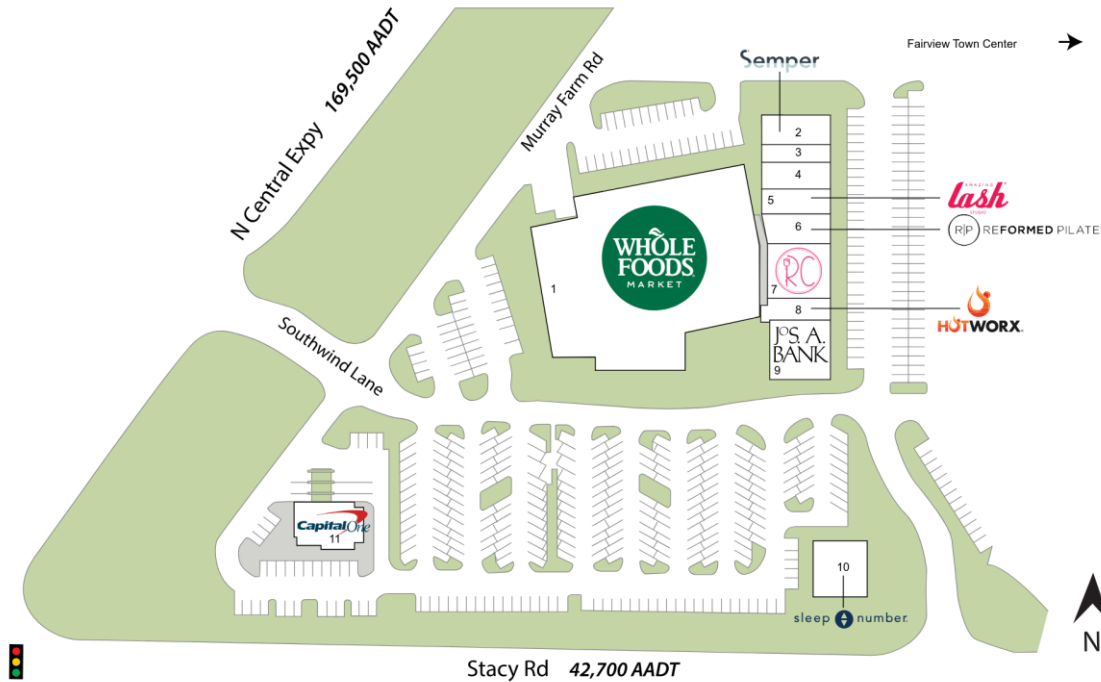 Fairview Town Center
Semper
N Central Expy 169,500 AADT
Murray Farm Rd
2
3
4
5
6
7
8
9
1
AMAZING
lash
STUDIO
R|P REFORMED PILATE
WHOLE
FOODS
MARKET
RC
HOTWORX
JOS. A.
BANK
Southwind Lane
Capital One
11
10
sleep number
N
Stacy Rd 42,700 AADT